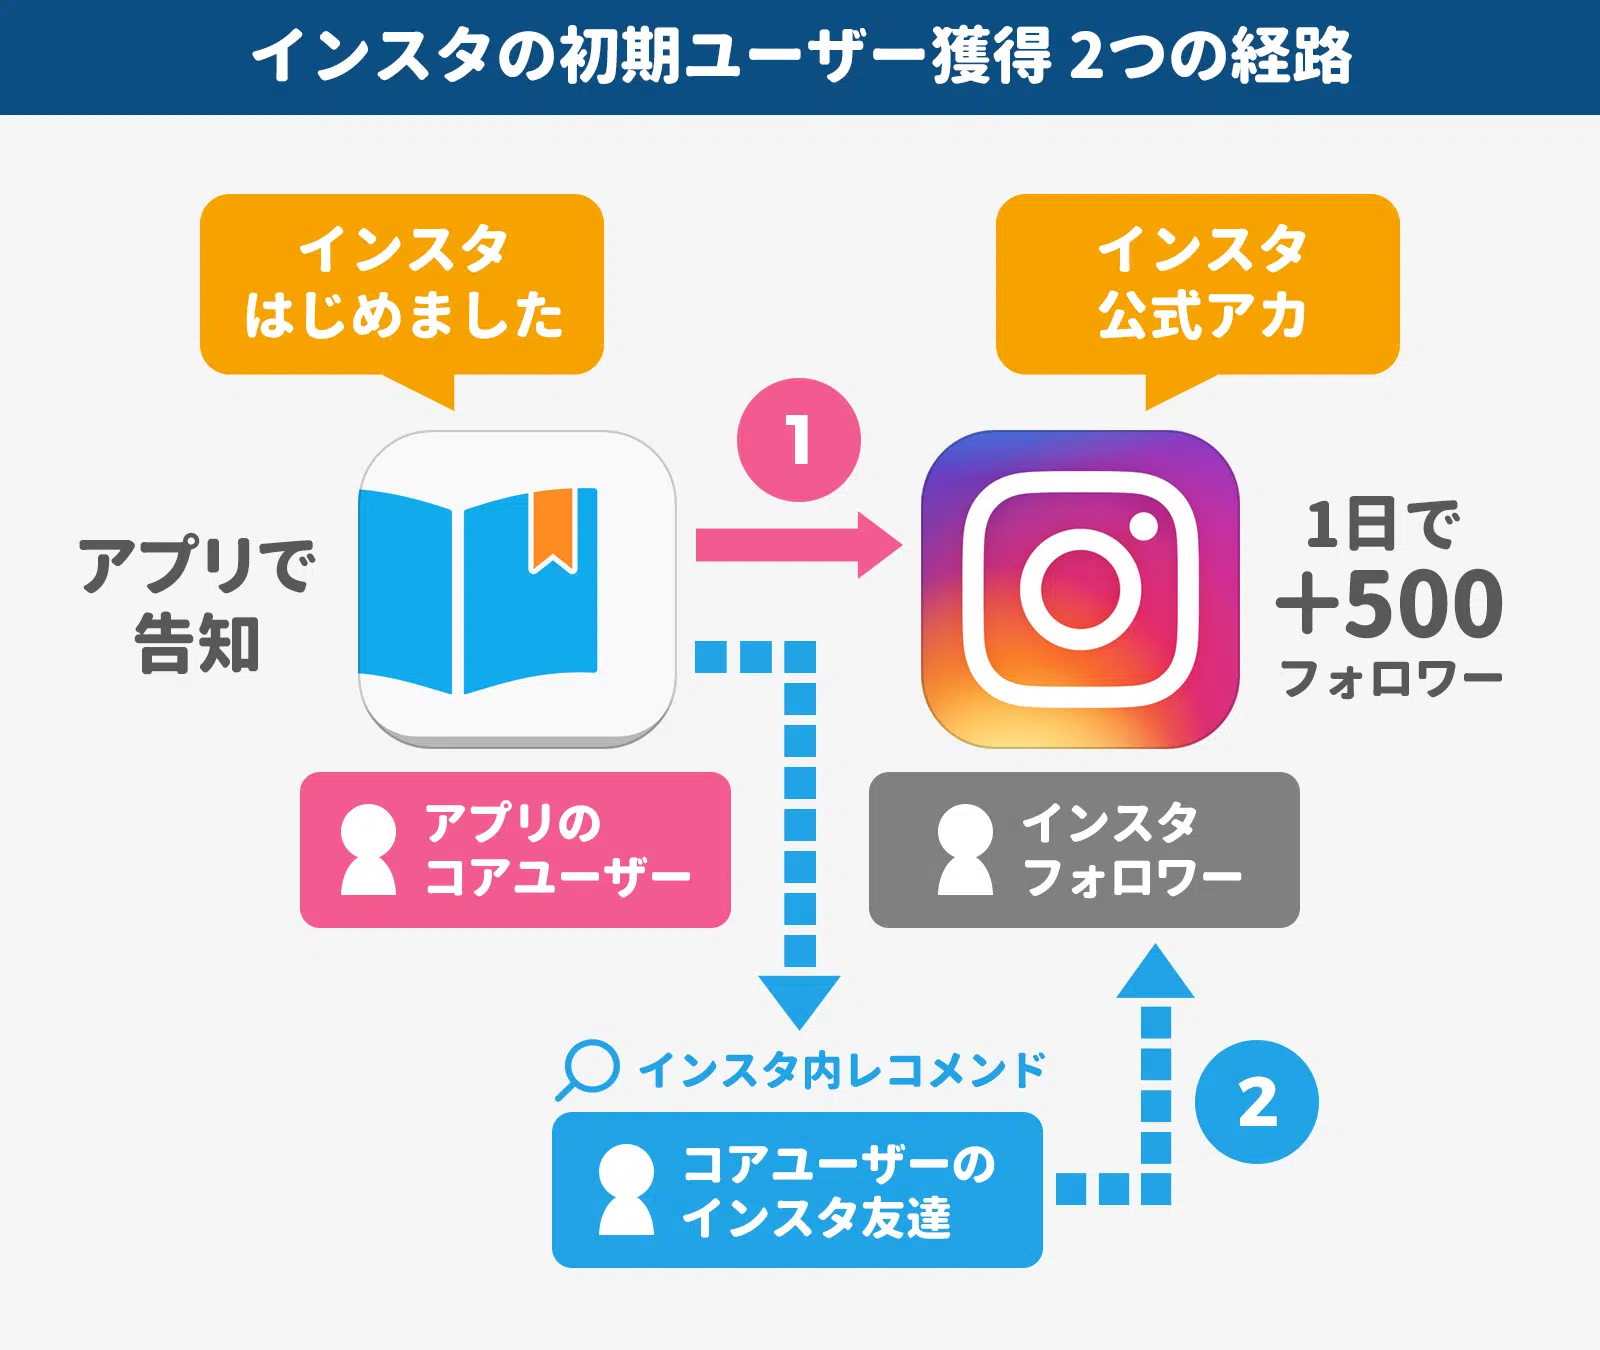 インスタの初期ユーザー獲得 2つの経路
インスタ
はじめました
インスタ
公式アカ
1
アプリで
告知
1日で
+500
フォロワー
アプリの
コアユーザー
インスタ
フォロワー
インスタ内レコメンド
2
コアユーザーの
インスタ友達